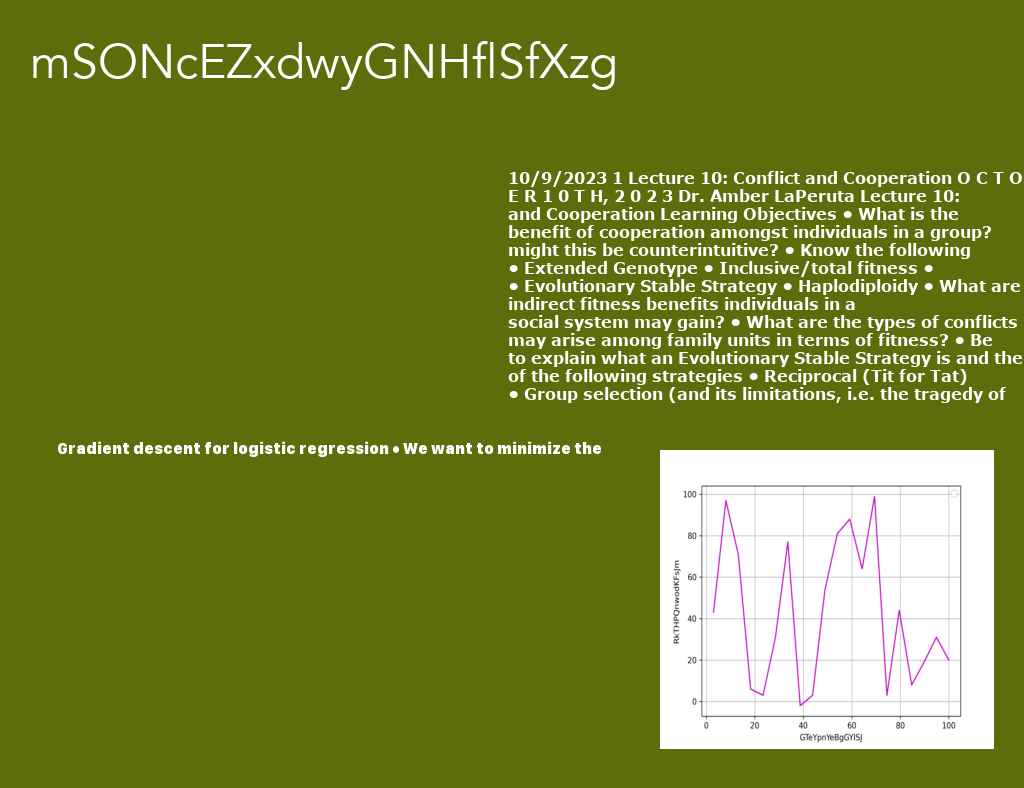 mSONcEZxdwyGNHflSfXzg
10/9/2023 1 Lecture 10: Conflict and Cooperation O C T O
E R 1 0 T H, 2 0 2 3 Dr. Amber LaPeruta Lecture 10:
and Cooperation Learning Objectives ● What is the
benefit of cooperation amongst individuals in a group?
might this be counterintuitive? ● Know the following
● Extended Genotype ● Inclusive/total fitness ●
● Evolutionary Stable Strategy ● Haplodiploidy ● What are
indirect fitness benefits individuals in a
social system may gain? ● What are the types of conflicts
may arise among family units in terms of fitness? ● Be
to explain what an Evolutionary Stable Strategy is and the
of the following strategies ● Reciprocal (Tit for Tat)
● Group selection (and its limitations, i.e. the tragedy of
Gradient descent for logistic regression • We want to minimize the
100
80
60
40
20
0
RkTHPQnwodKFsJm
0 20 40 60 80 100
GTeYpnYeBgGYlSJ